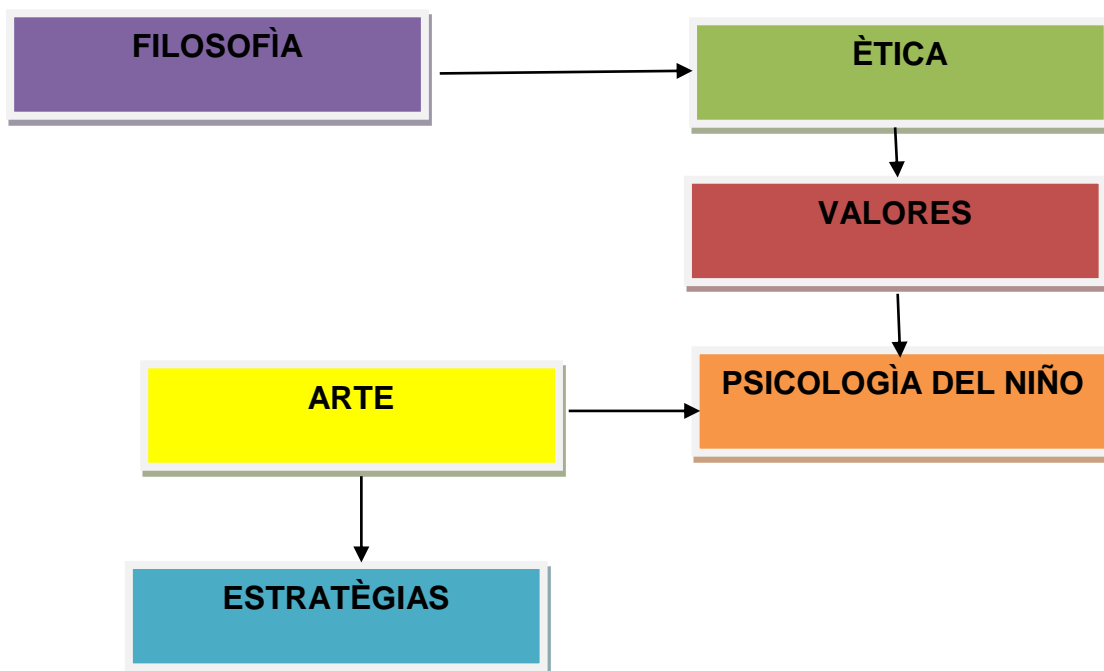 FILOSOFÌA
ÈTICA
VALORES
PSICOLOGÌA DEL NIÑO
ARTE
ESTRATÈGIAS